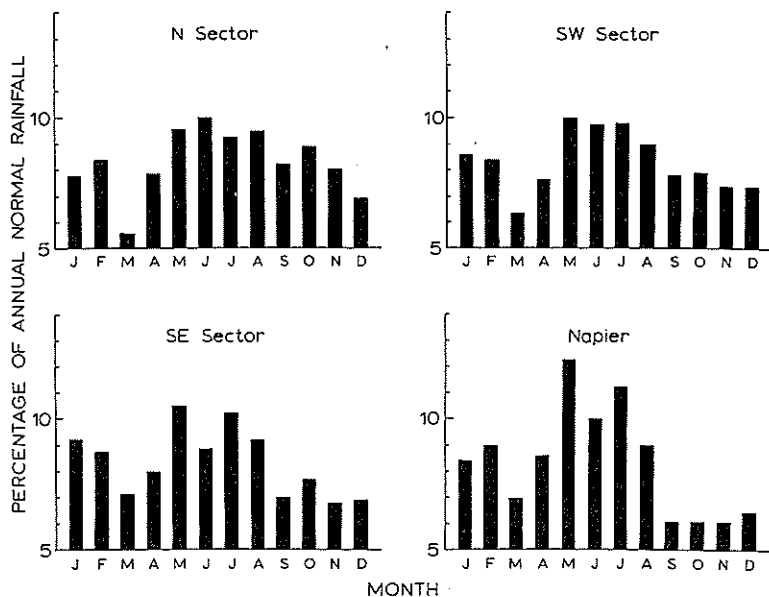 PERCENTAGE OF ANNUAL NORMAL RAINFALL
N Sector
10
5
J F M A M J J A S O N D
SW Sector
10
5
J F M A M J J A S O N D
SE Sector
10
5
J F M A M J J A S O N D
Napier
10
5
J F M A M J J A S O N D
MONTH